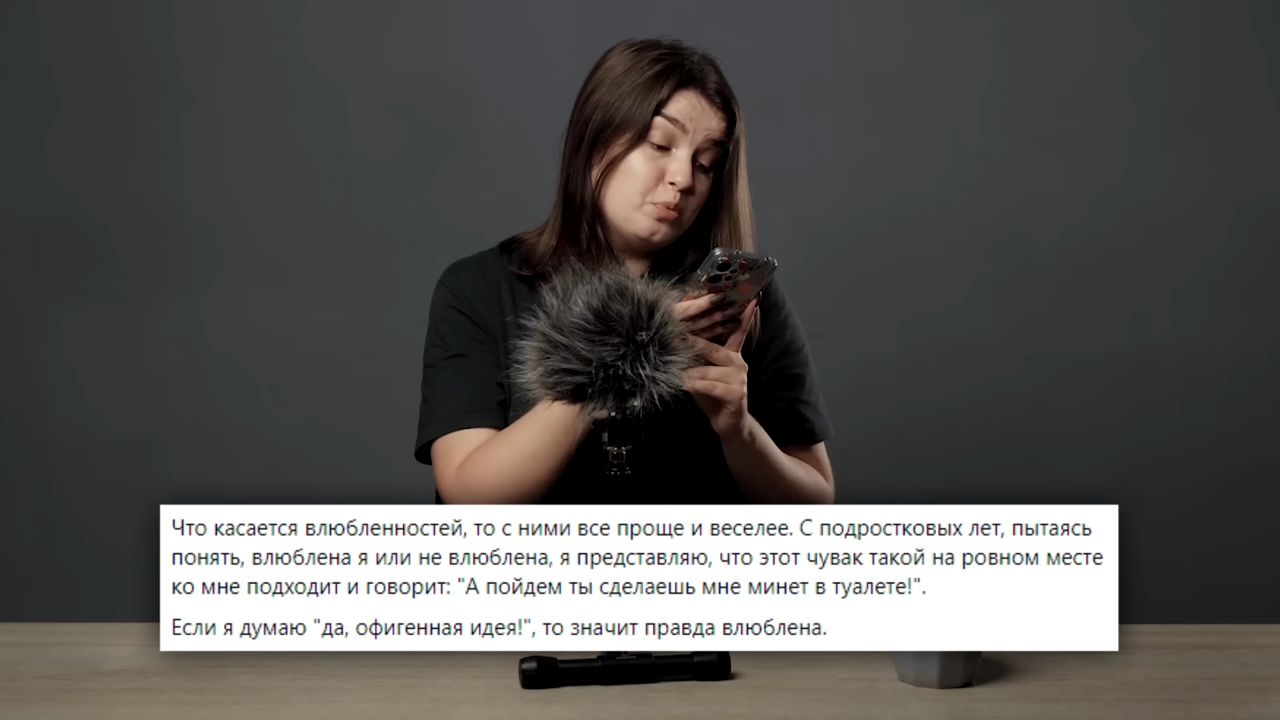 Что касается влюбленностей, то с ними все проще и веселее. С подростковых лет, пытаясь
понять, влюблена я или не влюблена, я представляю, что этот чувак такой на ровном месте
ко мне подходит и говорит: "А пойдем ты сделаешь мне минет в туалете!".
Если я думаю "да, офигенная идея!", то значит правда влюблена.